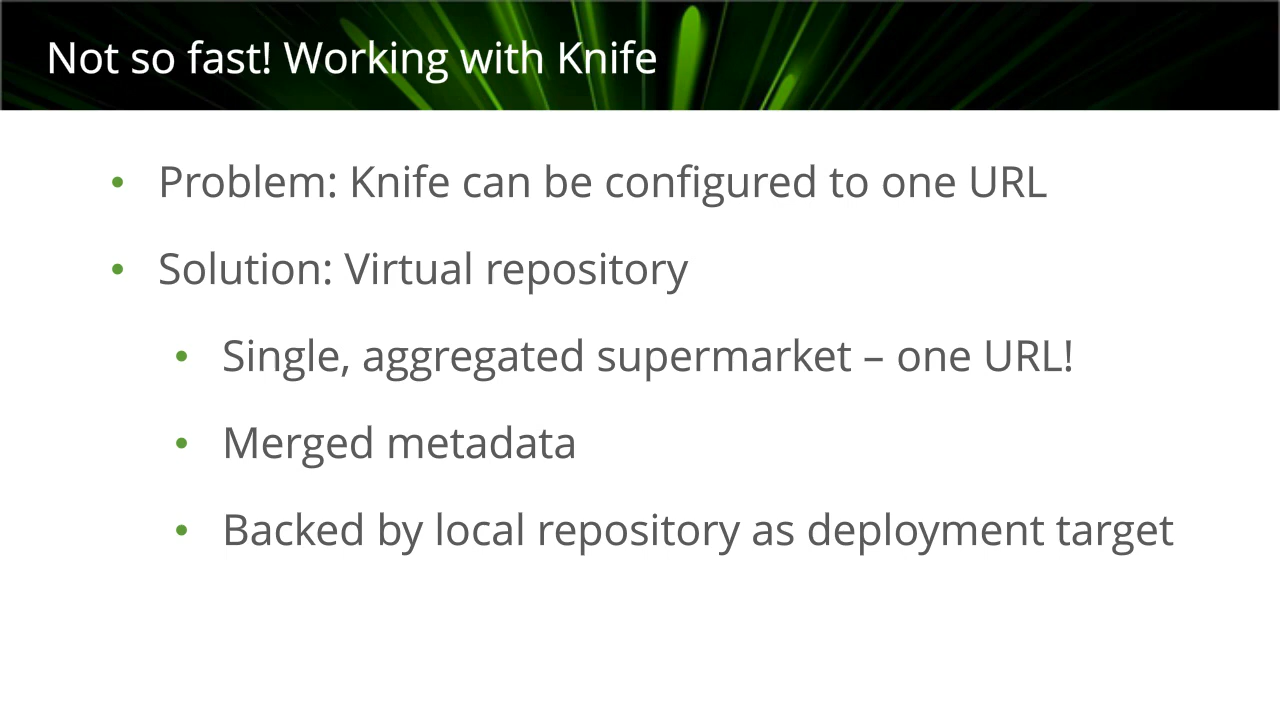 Not so fast! Working with Knife
• Problem: Knife can be configured to one URL
• Solution: Virtual repository
• Single, aggregated supermarket – one URL!
• Merged metadata
• Backed by local repository as deployment target